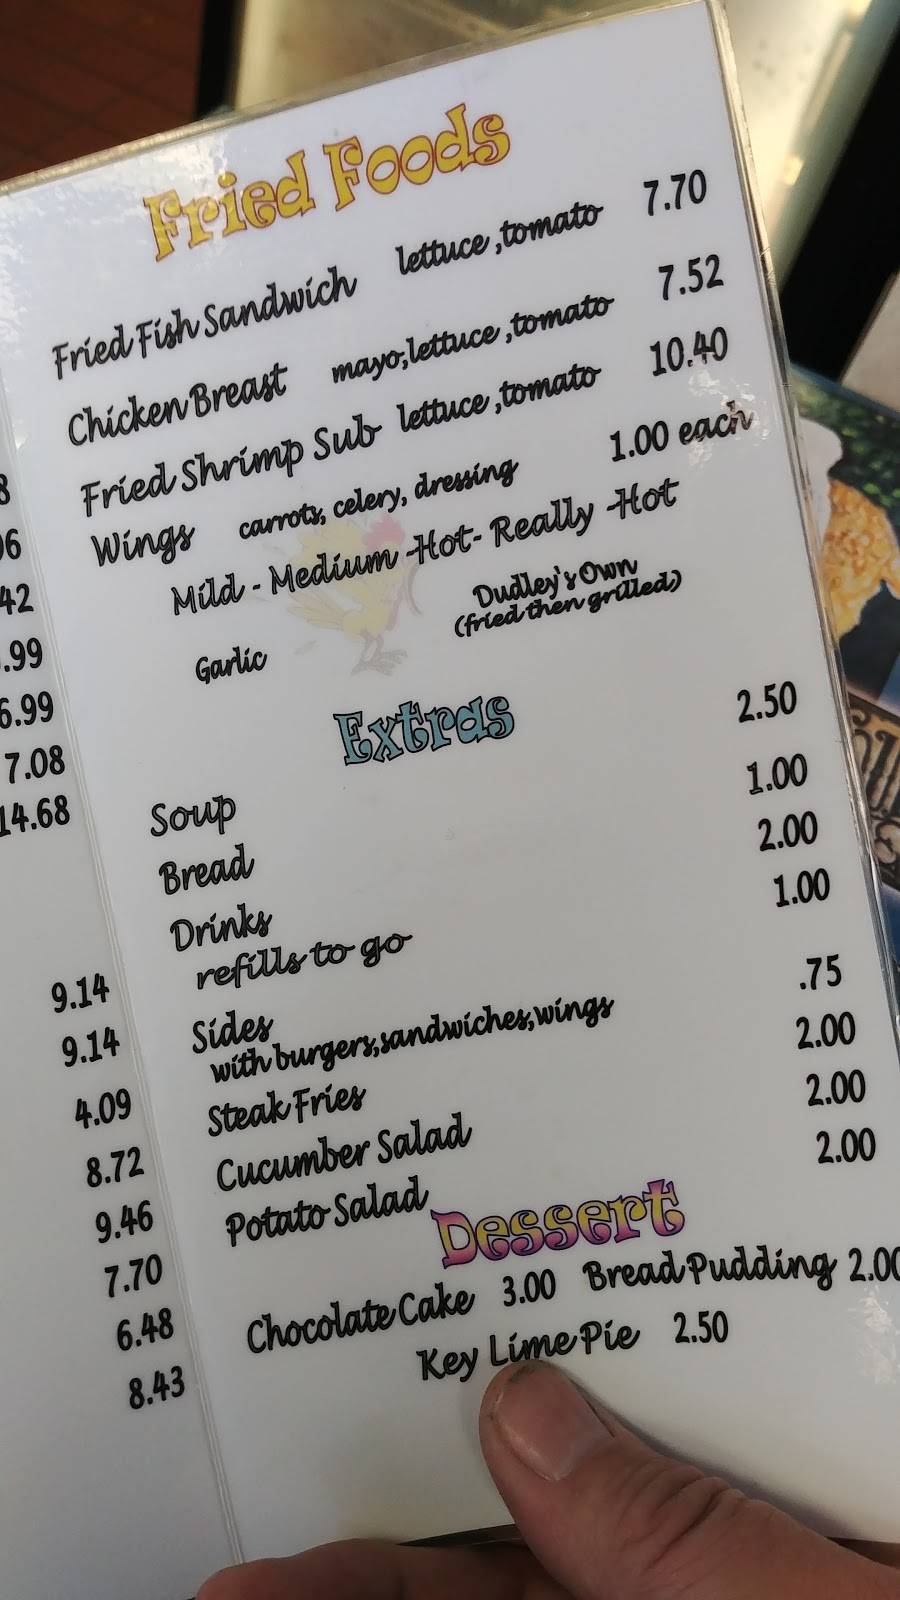 Fried Foods
Fried Fish Sandwich lettuce ,tomato 7.70
Chicken Breast mayo,lettuce ,tomato 7.52
Fried Shrimp Sub lettuce ,tomato 10.40
Wings carrots, celery, dressing 1.00 each
Mild - Medium -Hot- Really -Hot
Garlic
Dudley's Own
(fried then grilled)
Extras
Soup 2.50
Bread 1.00
Drinks 2.00
refills to go 1.00
Sides
with burgers,sandwiches,wings .75
Steak Fries 2.00
Cucumber Salad 2.00
Potato Salad 2.00
Dessert
Chocolate Cake 3.00 Bread Pudding 2.00
Key Lime Pie 2.50
8
06
42
.99
6.99
7.08
14.68
9.14
9.14
4.09
8.72
9.46
7.70
6.48
8.43